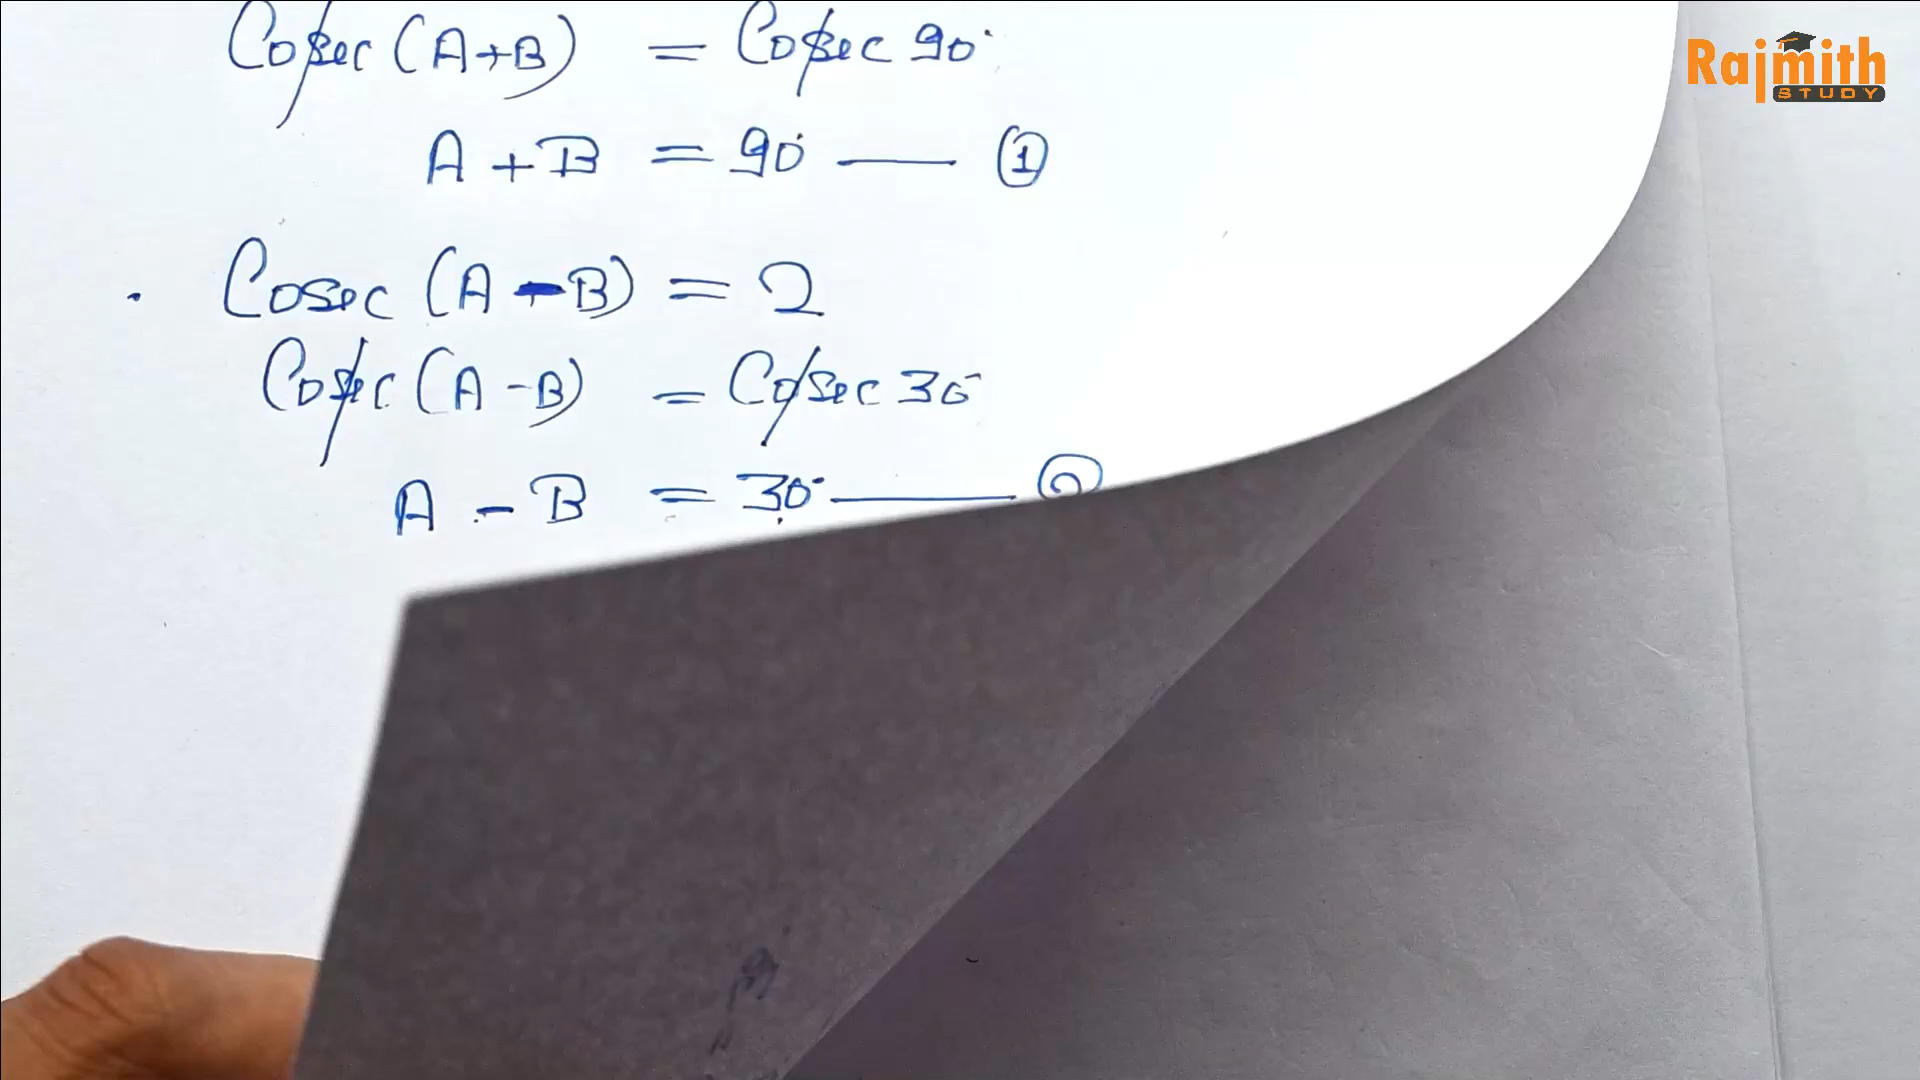 Cosec (A+B) = Cosec 90°
A + B = 90° — ①
Cosec (A - B) = 2
Cosec (A - B) = Cosec 30°
A - B = 30° — ②
Rajmith
STUDY